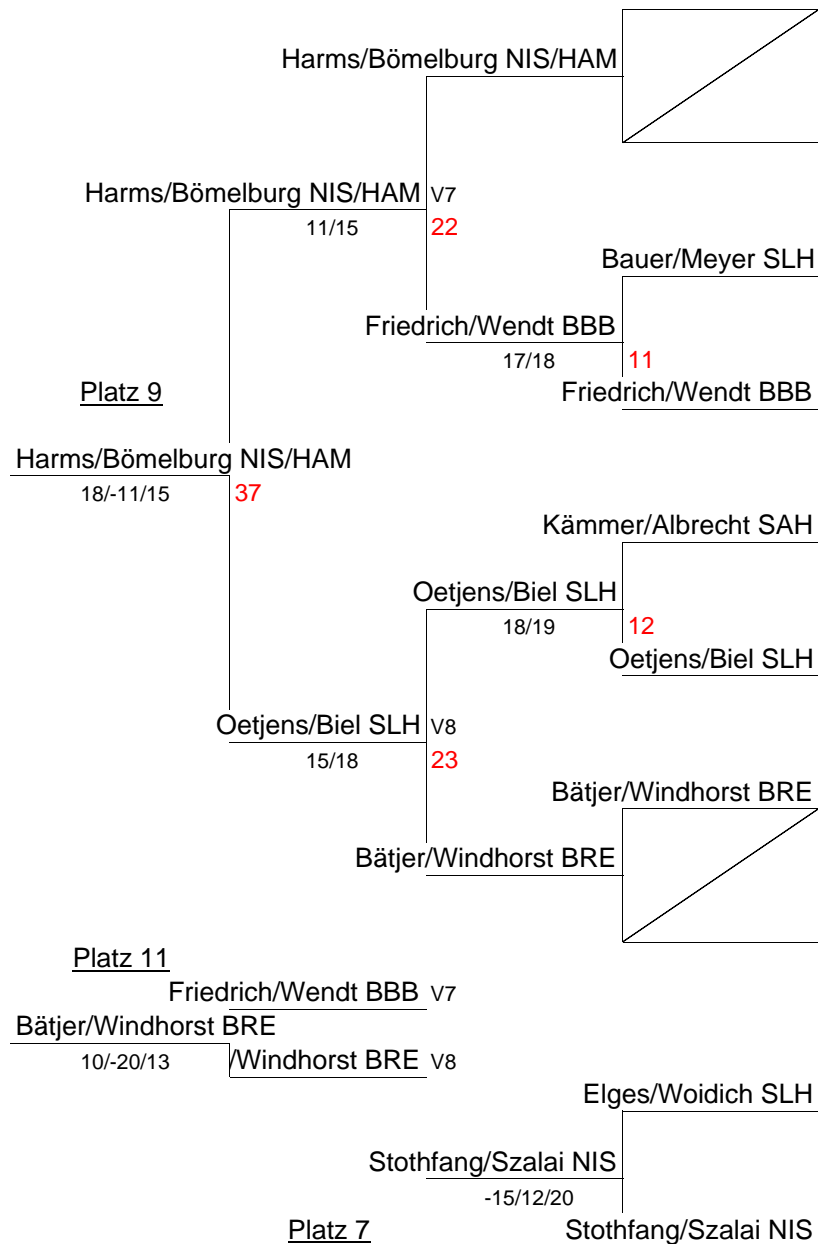 Harms/Bömelburg NIS/HAM
Harms/Bömelburg NIS/HAM V7
11/15 22
Bauer/Meyer SLH
Friedrich/Wendt BBB
17/18 11
Platz 9
Friedrich/Wendt BBB
Harms/Bömelburg NIS/HAM
18/-11/15 37
Kämmer/Albrecht SAH
Oetjens/Biel SLH
18/19 12
Oetjens/Biel SLH
Oetjens/Biel SLH V8
15/18 23
Bätjer/Windhorst BRE
Bätjer/Windhorst BRE
Platz 11
Friedrich/Wendt BBB V7
Bätjer/Windhorst BRE
10/-20/13 /Windhorst BRE V8
Elges/Woidich SLH
Stothfang/Szalai NIS
-15/12/20
Platz 7 Stothfang/Szalai NIS